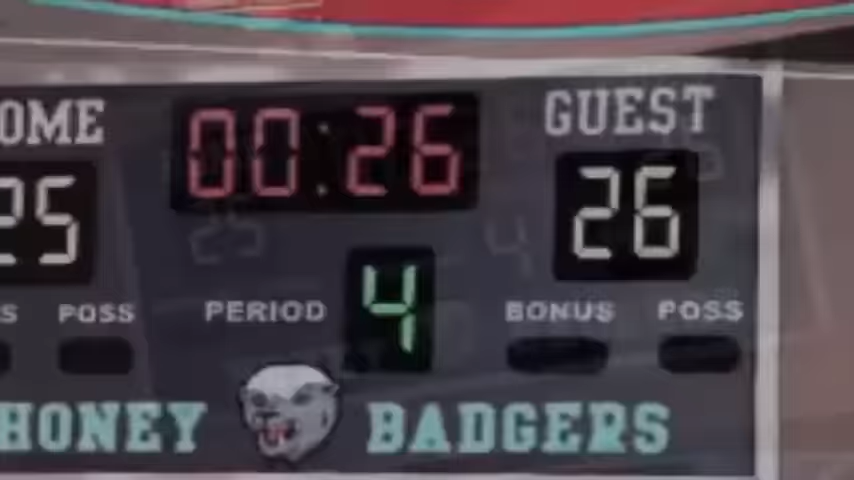 OME 00:26 GUEST
25 26
S POSS PERIOD 4 BONUS POSS
HONEY BADGERS